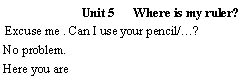 Unit 5 Where is my ruler?
Excuse me . Can I use your pencil/…?
No problem.
Here you are